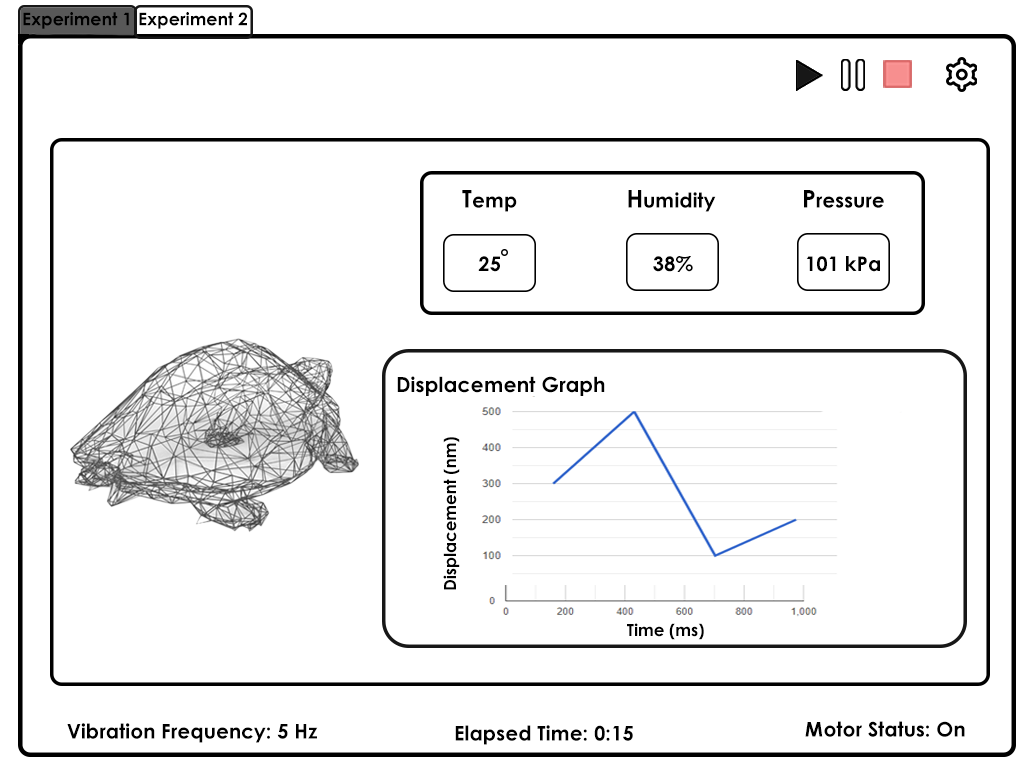 Experiment 1 Experiment 2
Temp Humidity Pressure
25° 38% 101 kPa
Displacement Graph
Displacement (nm)
500
400
300
200
100
0
0 200 400 600 800 1,000
Time (ms)
Vibration Frequency: 5 Hz Elapsed Time: 0:15 Motor Status: On